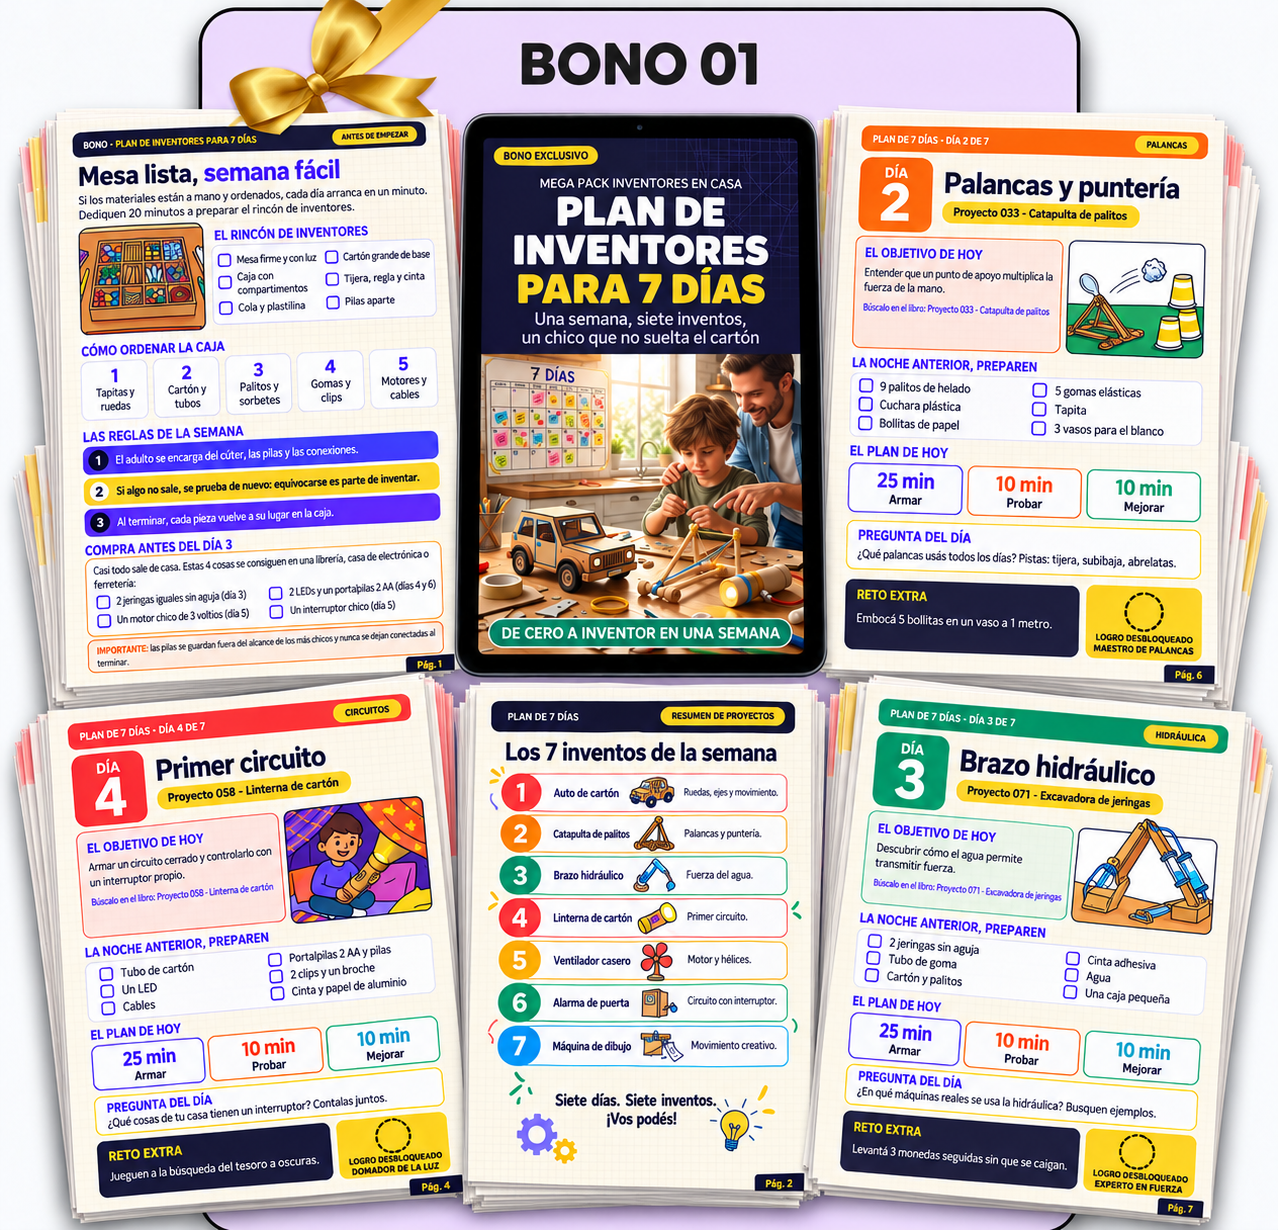 BONO 01
BONO - PLAN DE INVENTORES PARA 7 DÍAS
ANTES DE EMPEZAR
Mesa lista, semana fácil
Si los materiales están a mano y ordenados, cada día arranca en un minuto.
Dediquen 20 minutos a preparar el rincón de inventores.
EL RINCÓN DE INVENTORES
Mesa firme y con luz
Cartón grande de base
Caja con
compartimentos
Tijera, regla y cinta
Cola y plastilina
Pilas aparte
CÓMO ORDENAR LA CAJA
1
Tapitas y
ruedas
2
Cartón y
tubos
3
Palitos y
sorbetes
4
Gomas y
clips
5
Motores y
cables
LAS REGLAS DE LA SEMANA
1 El adulto se encarga del cúter, las pilas y las conexiones.
2 Si algo no sale, se prueba de nuevo: equivocarse es parte de inventar.
3 Al terminar, cada pieza vuelve a su lugar en la caja.
COMPRA ANTES DEL DÍA 3
Casi todo sale de casa. Estas 4 cosas se consiguen en una librería, casa de electrónica o
ferretería:
2 jeringas iguales sin aguja (día 3)
2 LEDs y un portapilas 2 AA (días 4 y 6)
Un motor chico de 3 voltios (día 5)
Un interruptor chico (día 5)
IMPORTANTE: las pilas se guardan fuera del alcance de los más chicos y nunca se dejan conectadas al
terminar.
Pág. 1
BONO EXCLUSIVO
MEGA PACK INVENTORES EN CASA
PLAN DE
INVENTORES
PARA 7 DÍAS
Una semana, siete inventos,
un chico que no suelta el cartón
7 DÍAS
DE CERO A INVENTOR EN UNA SEMANA
PLAN DE 7 DÍAS - DÍA 2 DE 7
PALANCAS
DÍA
2
Palancas y puntería
Proyecto 033 - Catapulta de palitos
EL OBJETIVO DE HOY
Entender que un punto de apoyo multiplica la
fuerza de la mano.
Búscalo en el libro: Proyecto 033 - Catapulta de palitos
LA NOCHE ANTERIOR, PREPAREN
9 palitos de helado
5 gomas elásticas
Cuchara plástica
Tapita
Bollitas de papel
3 vasos para el blanco
EL PLAN DE HOY
25 min
Armar
10 min
Probar
10 min
Mejorar
PREGUNTA DEL DÍA
¿Qué palancas usás todos los días? Pistas: tijera, subibaja, abrelatas.
RETO EXTRA
Embocá 5 bollitas en un vaso a 1 metro.
LOGRO DESBLOQUEADO
MAESTRO DE PALANCAS
Pág. 6
PLAN DE 7 DÍAS - DÍA 4 DE 7
CIRCUITOS
DÍA
4
Primer circuito
Proyecto 058 - Linterna de cartón
EL OBJETIVO DE HOY
Armar un circuito cerrado y controlarlo con
un interruptor propio.
Búscalo en el libro: Proyecto 058 - Linterna de cartón
LA NOCHE ANTERIOR, PREPAREN
Tubo de cartón
Portalpilas 2 AA y pilas
Un LED
2 clips y un broche
Cables
Cinta y papel de aluminio
EL PLAN DE HOY
25 min
Armar
10 min
Probar
10 min
Mejorar
PREGUNTA DEL DÍA
¿Qué cosas de tu casa tienen un interruptor? Contalas juntos.
RETO EXTRA
Jueguen a la búsqueda del tesoro a oscuras.
LOGRO DESBLOQUEADO
DOMADOR DE LA LUZ
Pág. 4
PLAN DE 7 DÍAS
RESUMEN DE PROYECTOS
Los 7 inventos de la semana
1 Auto de cartón Ruedas, ejes y movimiento.
2 Catapulta de palitos Palancas y puntería.
3 Brazo hidráulico Fuerza del agua.
4 Linterna de cartón Primer circuito.
5 Ventilador casero Motor y hélices.
6 Alarma de puerta Circuito con interruptor.
7 Máquina de dibujo Movimiento creativo.
Siete días. Siete inventos.
¡Vos podés!
Pág. 2
PLAN DE 7 DÍAS - DÍA 3 DE 7
HIDRÁULICA
DÍA
3
Brazo hidráulico
Proyecto 071 - Excavadora de jeringas
EL OBJETIVO DE HOY
Descubrir cómo el agua permite
transmitir fuerza.
Búscalo en el libro: Proyecto 071 - Excavadora de jeringas
LA NOCHE ANTERIOR, PREPAREN
2 jeringas sin aguja
Cinta adhesiva
Tubo de goma
Agua
Cartón y palitos
Una caja pequeña
EL PLAN DE HOY
25 min
Armar
10 min
Probar
10 min
Mejorar
PREGUNTA DEL DÍA
¿En qué máquinas reales se usa la hidráulica? Busquen ejemplos.
RETO EXTRA
Levantá 3 monedas seguidas sin que se caigan.
LOGRO DESBLOQUEADO
EXPERTO EN FUERZA
Pág. 7